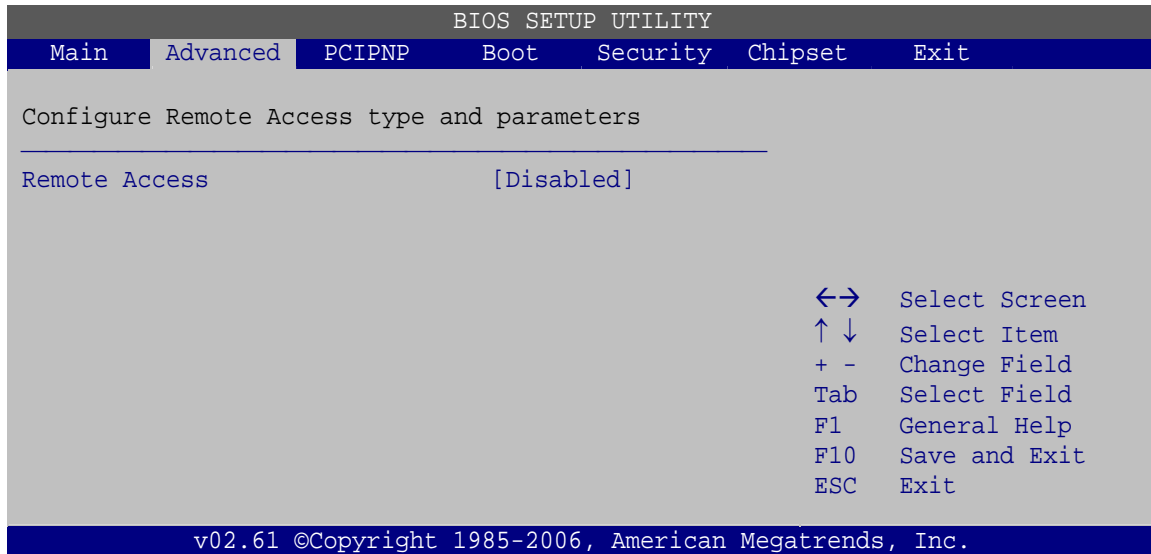 BIOS SETUP UTILITY
Main Advanced PCIPNP Boot Security Chipset Exit
Configure Remote Access type and parameters
Remote Access [Disabled]
←→ Select Screen
↑ ↓ Select Item
+ - Change Field
Tab Select Field
F1 General Help
F10 Save and Exit
ESC Exit
v02.61 ©Copyright 1985-2006, American Megatrends, Inc.